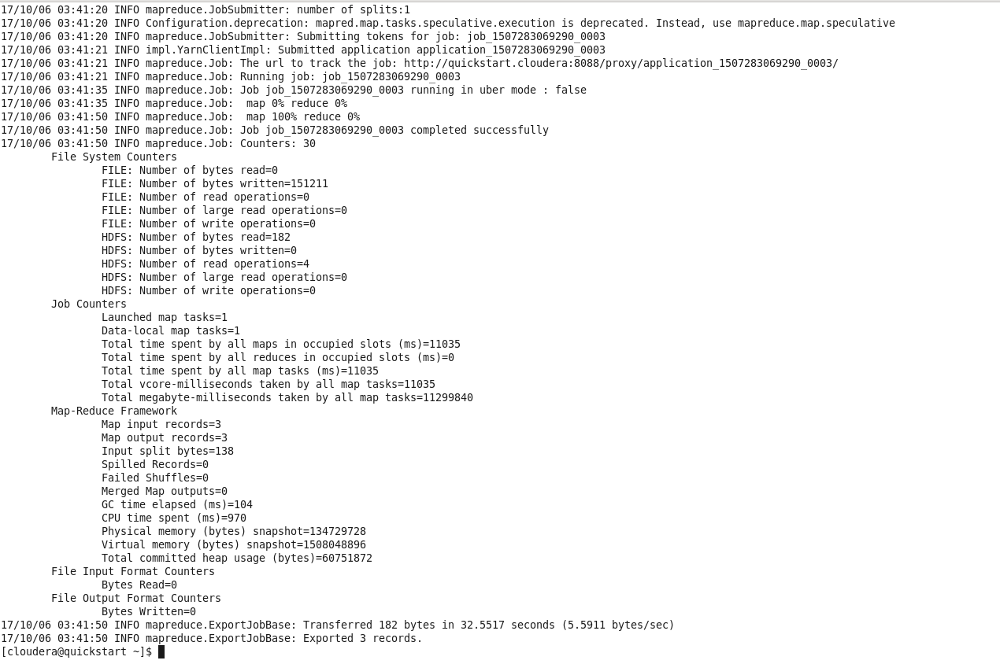 17/10/06 03:41:20 INFO mapreduce.JobSubmitter: number of splits:1
17/10/06 03:41:20 INFO Configuration.deprecation: mapred.map.tasks.speculative.execution is deprecated. Instead, use mapreduce.map.speculative
17/10/06 03:41:20 INFO mapreduce.JobSubmitter: Submitting tokens for job: job_1507283069290_0003
17/10/06 03:41:21 INFO impl.YarnClientImpl: Submitted application application_1507283069290_0003
17/10/06 03:41:21 INFO mapreduce.Job: The url to track the job: http://quickstart.cloudera:8088/proxy/application_1507283069290_0003/
17/10/06 03:41:21 INFO mapreduce.Job: Running job: job_1507283069290_0003
17/10/06 03:41:35 INFO mapreduce.Job: Job job_1507283069290_0003 running in uber mode : false
17/10/06 03:41:35 INFO mapreduce.Job:  map 0% reduce 0%
17/10/06 03:41:50 INFO mapreduce.Job:  map 100% reduce 0%
17/10/06 03:41:50 INFO mapreduce.Job: Job job_1507283069290_0003 completed successfully
17/10/06 03:41:50 INFO mapreduce.Job: Counters: 30
File System Counters
FILE: Number of bytes read=0
FILE: Number of bytes written=151211
FILE: Number of read operations=0
FILE: Number of large read operations=0
FILE: Number of write operations=0
HDFS: Number of bytes read=182
HDFS: Number of bytes written=0
HDFS: Number of read operations=4
HDFS: Number of large read operations=0
HDFS: Number of write operations=0
Job Counters
Launched map tasks=1
Data-local map tasks=1
Total time spent by all maps in occupied slots (ms)=11035
Total time spent by all reduces in occupied slots (ms)=0
Total time spent by all map tasks (ms)=11035
Total vcore-milliseconds taken by all map tasks=11035
Total megabyte-milliseconds taken by all map tasks=11299840
Map-Reduce Framework
Map input records=3
Map output records=3
Input split bytes=138
Spilled Records=0
Failed Shuffles=0
Merged Map outputs=0
GC time elapsed (ms)=104
CPU time spent (ms)=970
Physical memory (bytes) snapshot=134729728
Virtual memory (bytes) snapshot=1508048896
Total committed heap usage (bytes)=60751872
File Input Format Counters
Bytes Read=0
File Output Format Counters
Bytes Written=0
17/10/06 03:41:50 INFO mapreduce.ExportJobBase: Transferred 182 bytes in 32.5517 seconds (5.5911 bytes/sec)
17/10/06 03:41:50 INFO mapreduce.ExportJobBase: Exported 3 records.
[cloudera@quickstart ~]$